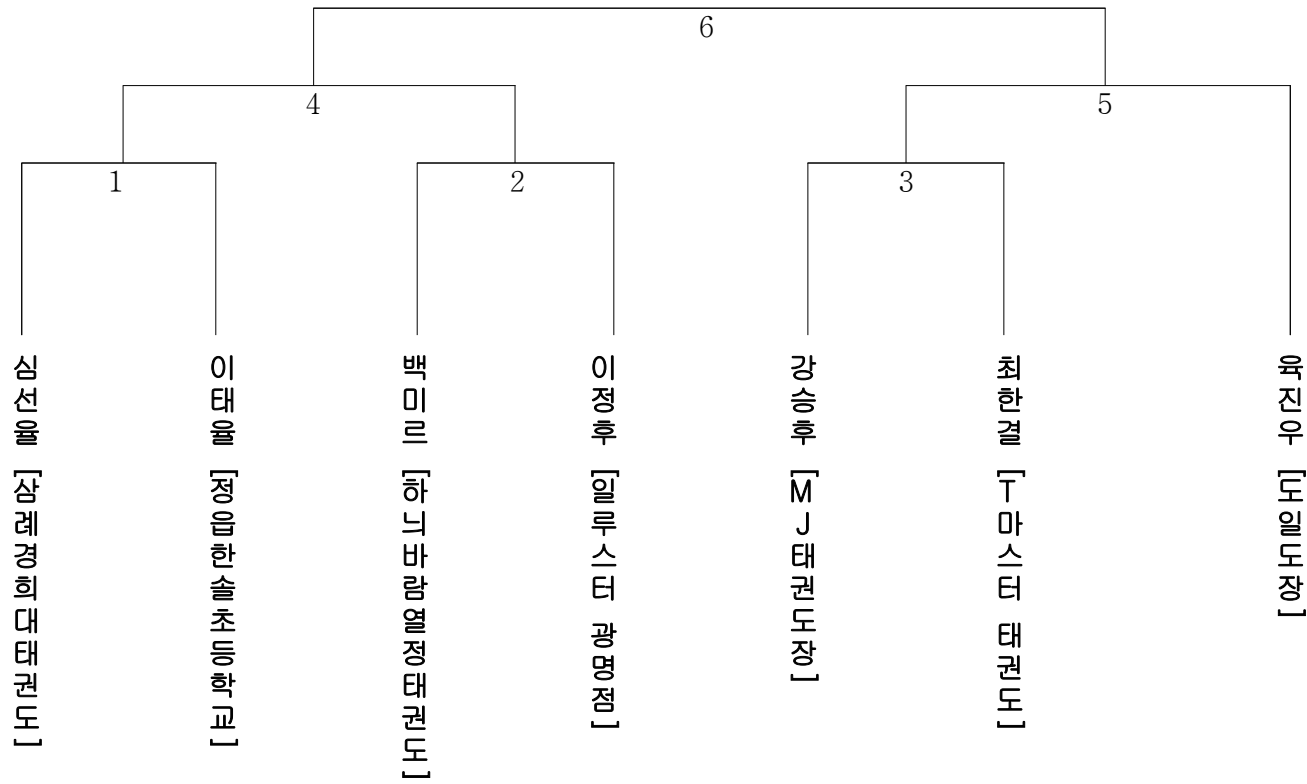 6
4
5
1
2
3
심선율 [삼례경희대태권도]
이태율 [정읍한솔초등학교]
백미르 [하늬바람열정태권도]
이정후 [일루스터 광명점]
강승후 [MJ태권도장]
최한결 [T마스터 태권도]
육진우 [도일도장]